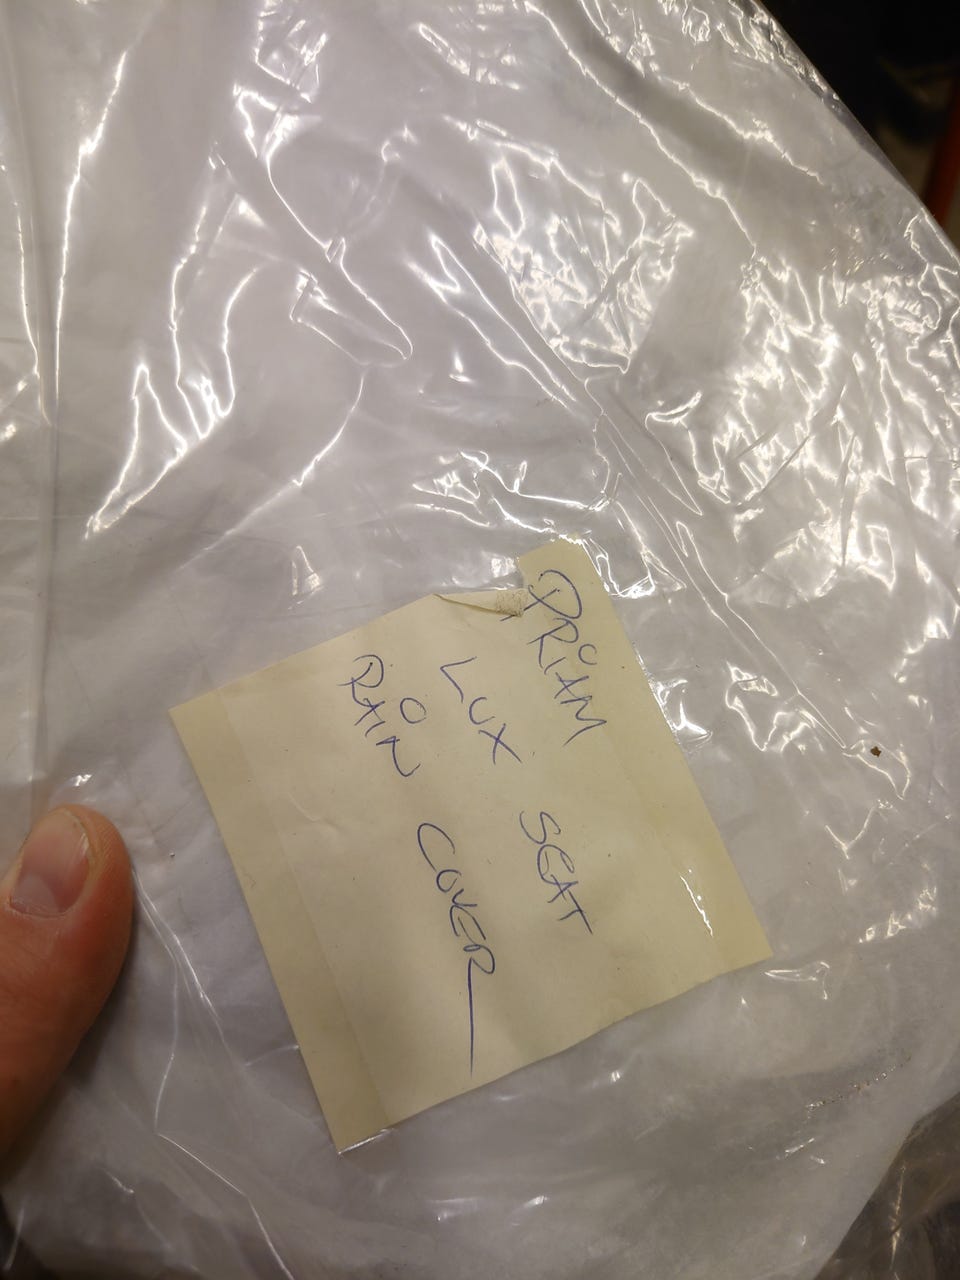 PRIAM
LUX SEAT
RAIN COVER